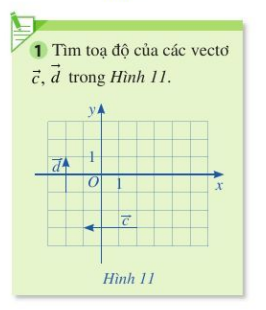 1 Tìm toạ độ của các vectơ
c⃗, d⃗ trong Hình 11.
y
d⃗ 1
O 1 x
c⃗
Hình 11